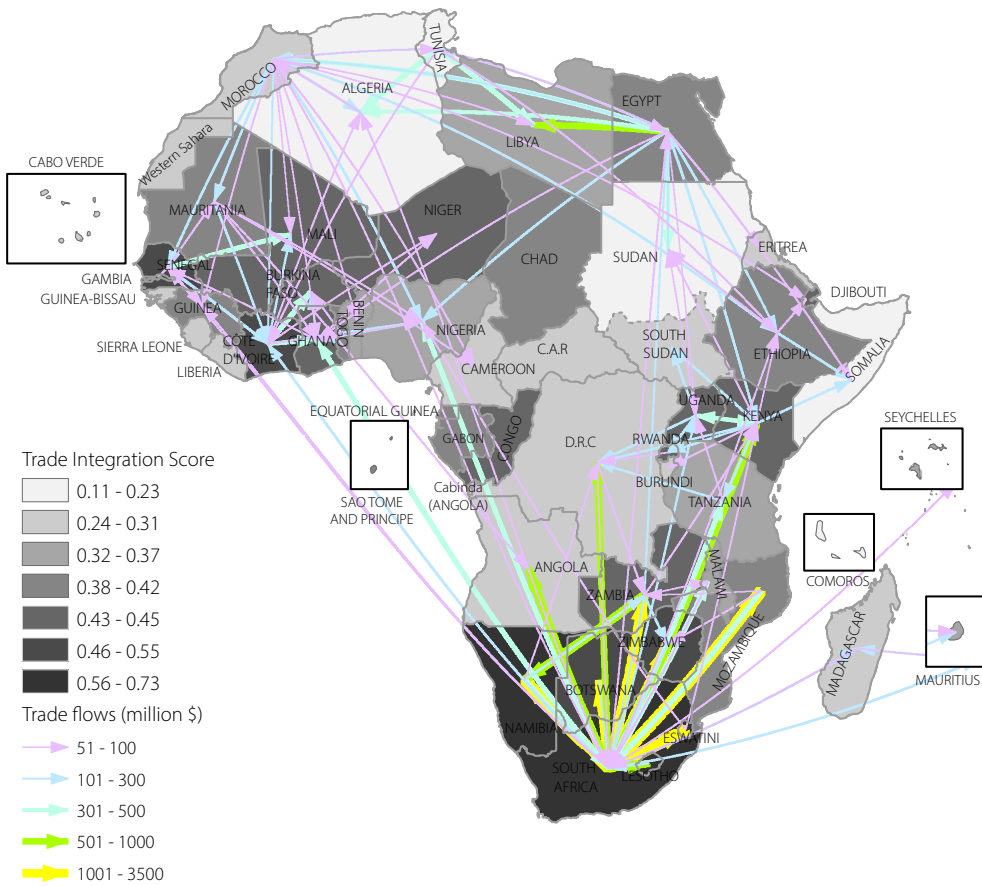 TUNISIA
MOROCCO
ALGERIA
EGYPT
LIBYA
Western Sahara
CABO VERDE
MAURITANIA
NIGER
MALI
ERITREA
SENEGAL
CHAD
SUDAN
GAMBIA
BURKINA
FASO
DJIBOUTI
GUINEA-BISSAU
GUINEA
BENIN
TOGO
NIGERIA
SOUTH
SUDAN
ETHIOPIA
SOMALIA
SIERRA LEONE
CÔTE
D'IVOIRE
GHANA
C.A.R
CAMEROON
LIBERIA
EQUATORIAL GUINEA
UGANDA
KENYA
SEYCHELLES
GABON
CONGO
D.R.C
RWANDA
BURUNDI
Cabinda
(ANGOLA)
TANZANIA
SAO TOME
AND PRINCIPE
ANGOLA
COMOROS
MALAWI
ZAMBIA
ZIMBABWE
MOZAMBIQUE
MADAGASCAR
MAURITIUS
BOTSWANA
NAMIBIA
ESWATINI
SOUTH
AFRICA
LESOTHO
Trade Integration Score
0.11 - 0.23
0.24 - 0.31
0.32 - 0.37
0.38 - 0.42
0.43 - 0.45
0.46 - 0.55
0.56 - 0.73
Trade flows (million $)
51 - 100
101 - 300
301 - 500
501 - 1000
1001 - 3500